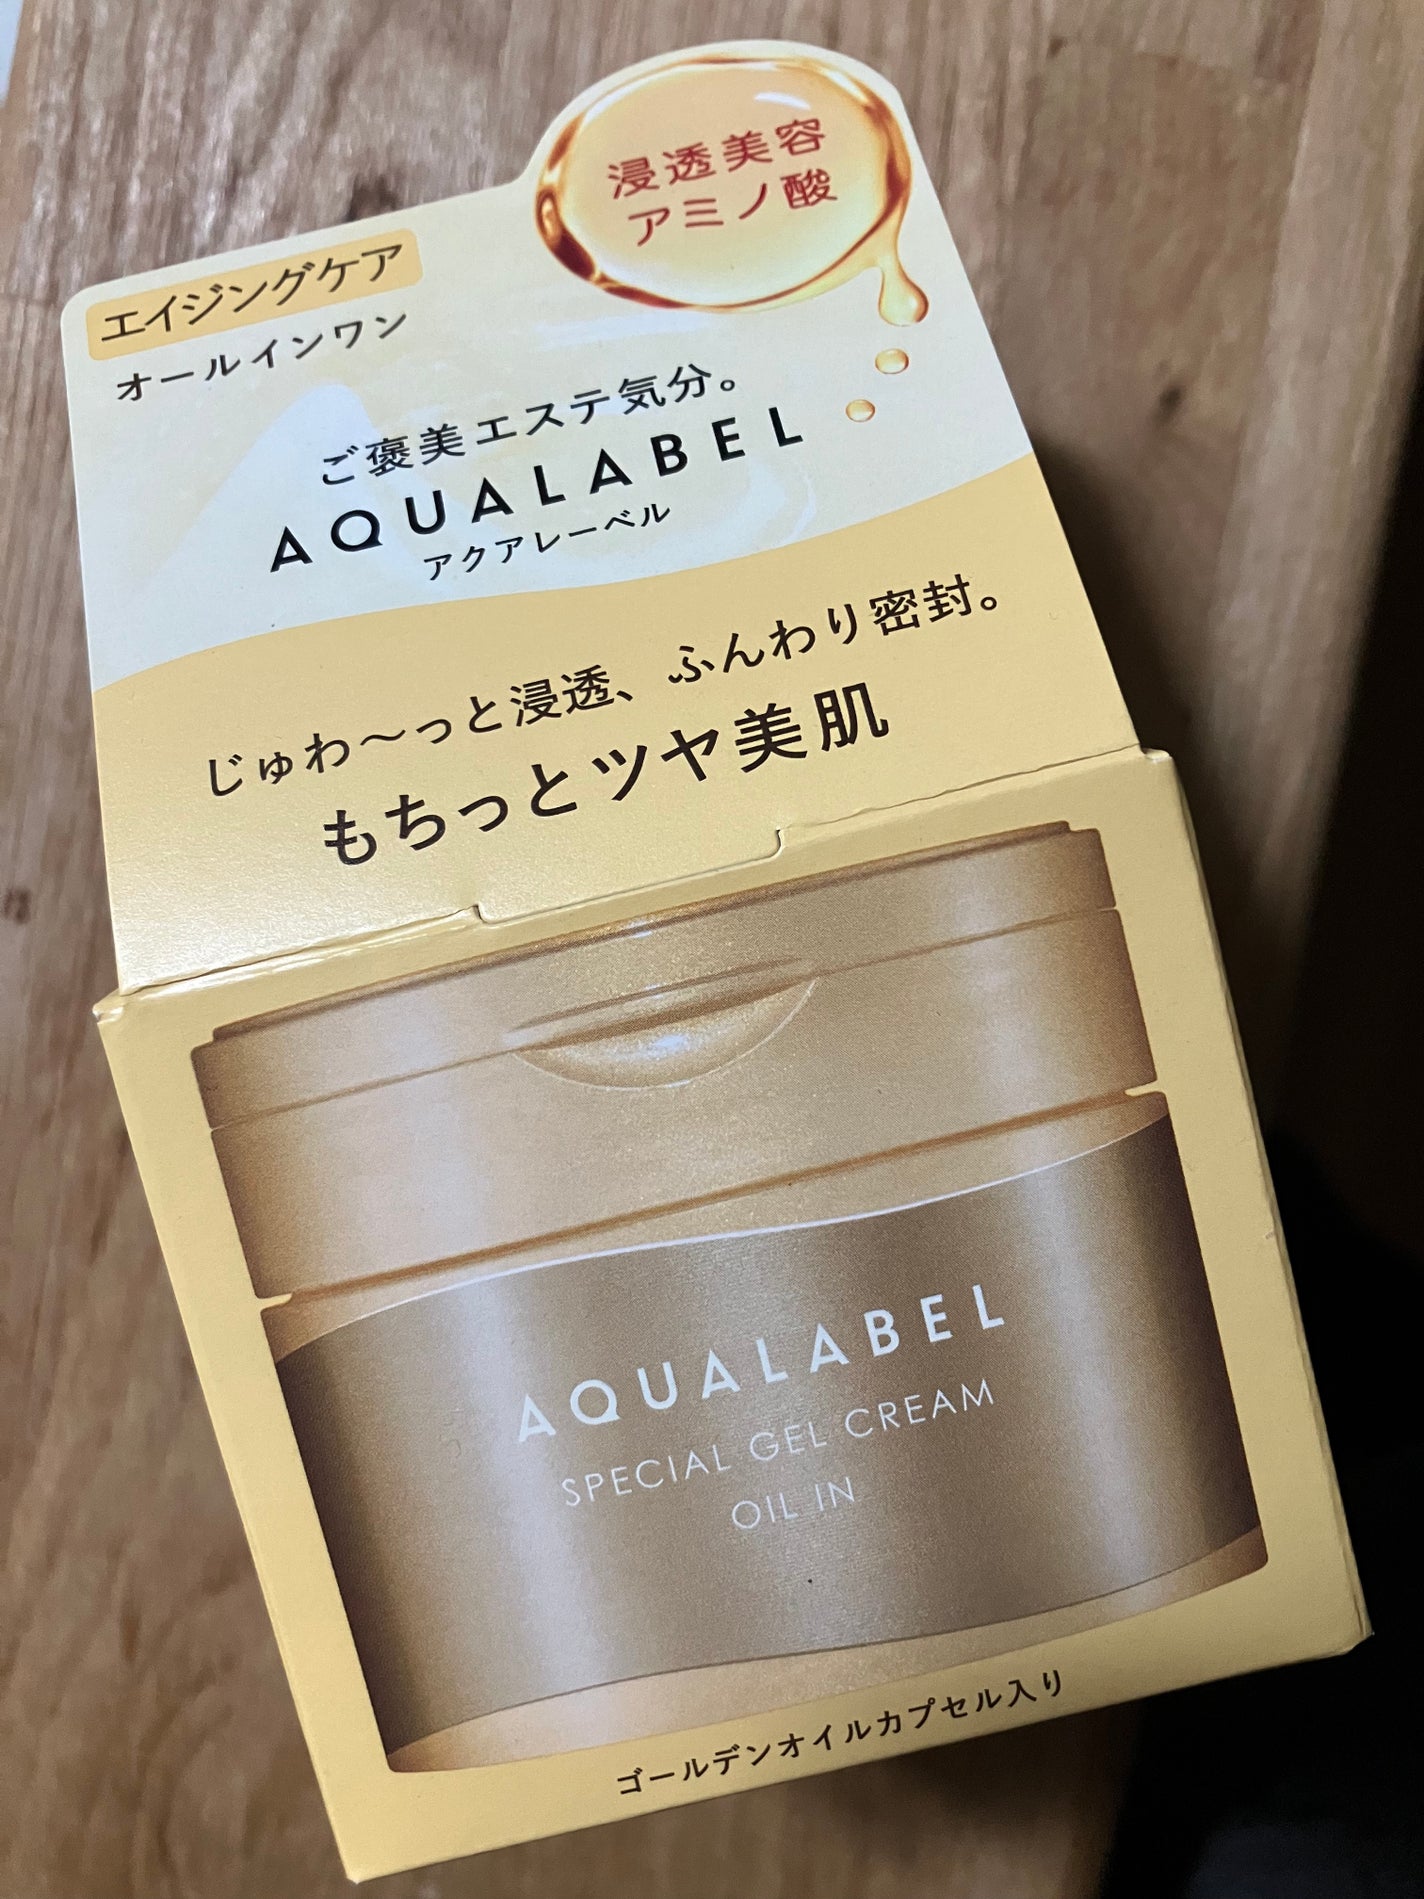 浸透美容
アミノ酸
エイジングケア
オールインワン
ご褒美エステ気分。
AQUALABEL
アクアレーベル
じゅわ〜っと浸透、ふんわり密封。
もちっとツヤ美肌
AQUALABEL
SPECIAL GEL CREAM
OIL IN
ゴールデンオイルカプセル入り